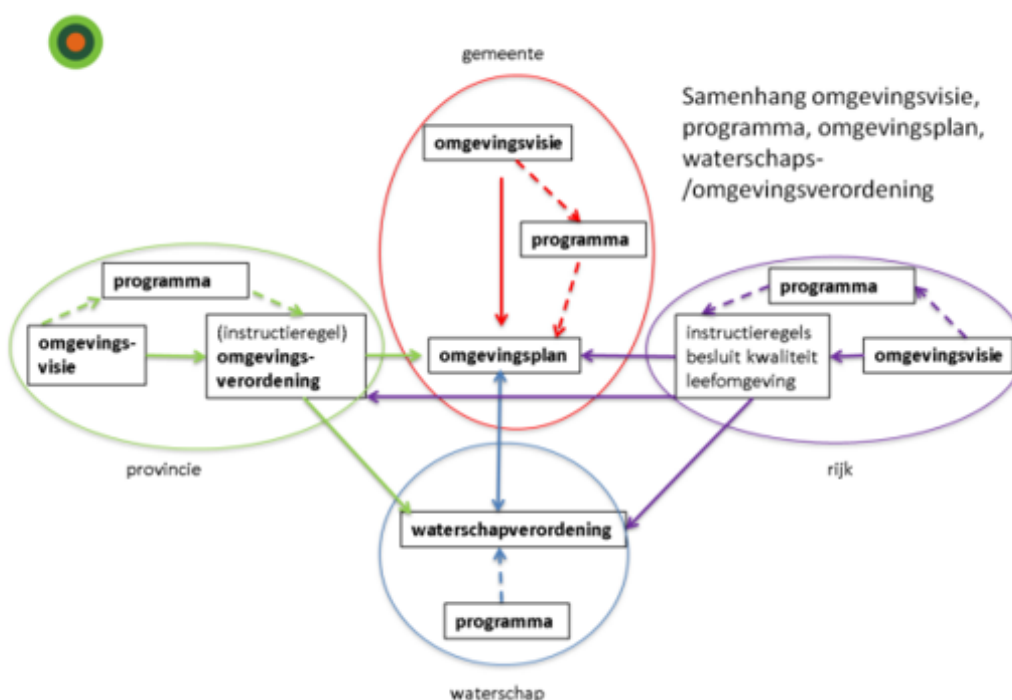 gemeente
Samenhang omgevingsvisie,
programma, omgevingsplan,
waterschaps-
/omgevingsverordening
omgevingsvisie
programma
omgevingsplan
programma
omgevings-
visie
(instructieregel)
omgevings-
verordening
provincie
programma
instructieregels
besluit kwaliteit
leefomgeving
omgevingsvisie
rijk
waterschapverordening
programma
waterschap